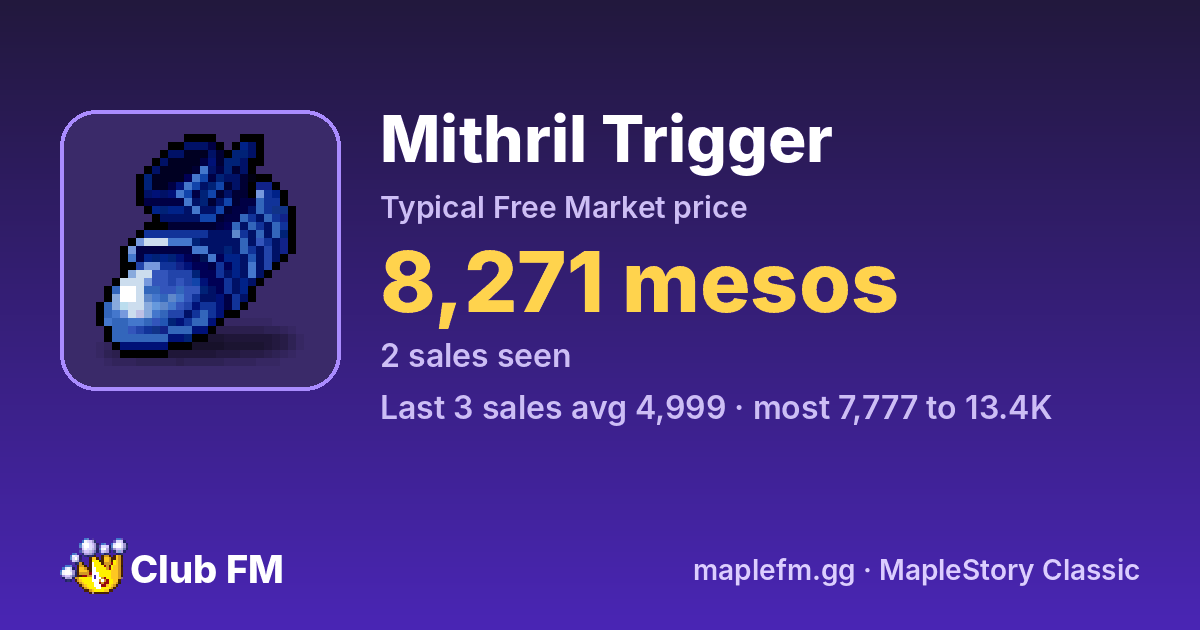 Mithril Trigger
Typical Free Market price
8,271 mesos
2 sales seen
Last 3 sales avg 4,999 · most 7,777 to 13.4K
Club FM
maplefm.gg · MapleStory Classic